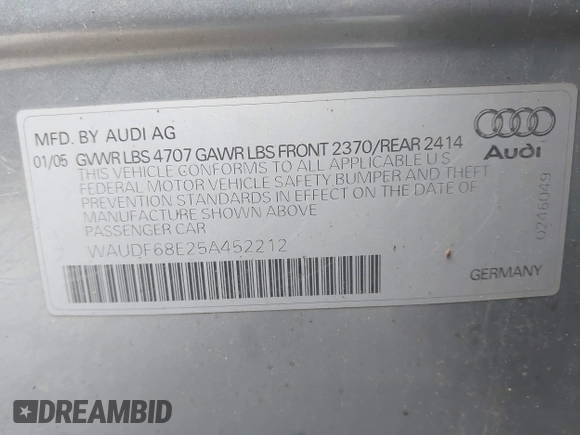 MFD. BY AUDI AG
01/05 GVWR LBS 4707 GAWR LBS FRONT 2370/REAR 2414
THIS VEHICLE CONFORMS TO ALL APPLICABLE U S
FEDERAL MOTOR VEHICLE SAFETY BUMPER AND THEFT
PREVENTION STANDARDS IN EFFECT ON THE DATE OF
MANUFACTURE SHOWN ABOVE
PASSENGER CAR
WAUDF68E25A452212
Audi
0246049
GERMANY
DREAMBID